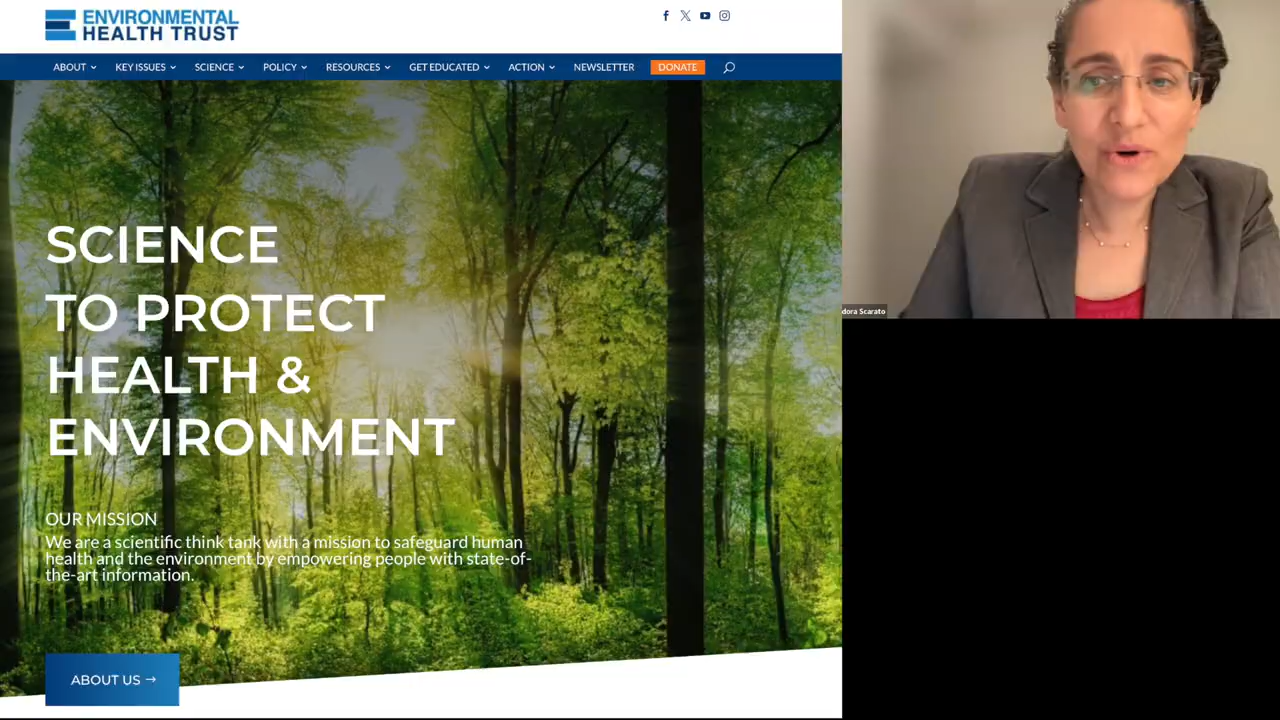 ENVIRONMENTAL
HEALTH TRUST
ABOUT KEY ISSUES SCIENCE POLICY RESOURCES GET EDUCATED ACTION NEWSLETTER DONATE
SCIENCE
TO PROTECT
HEALTH &
ENVIRONMENT
OUR MISSION
We are a scientific think tank with a mission to safeguard human
health and the environment by empowering people with state-of-
the-art information.
ABOUT US →
dora Scarato